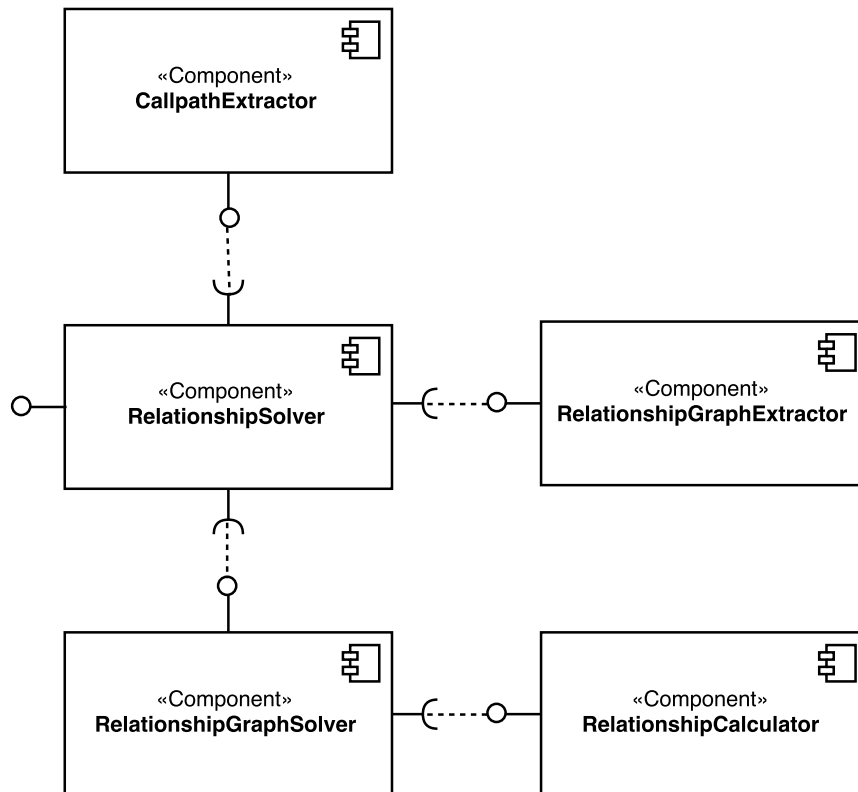 «Component»
CallpathExtractor
«Component»
RelationshipSolver
«Component»
RelationshipGraphExtractor
«Component»
RelationshipGraphSolver
«Component»
RelationshipCalculator